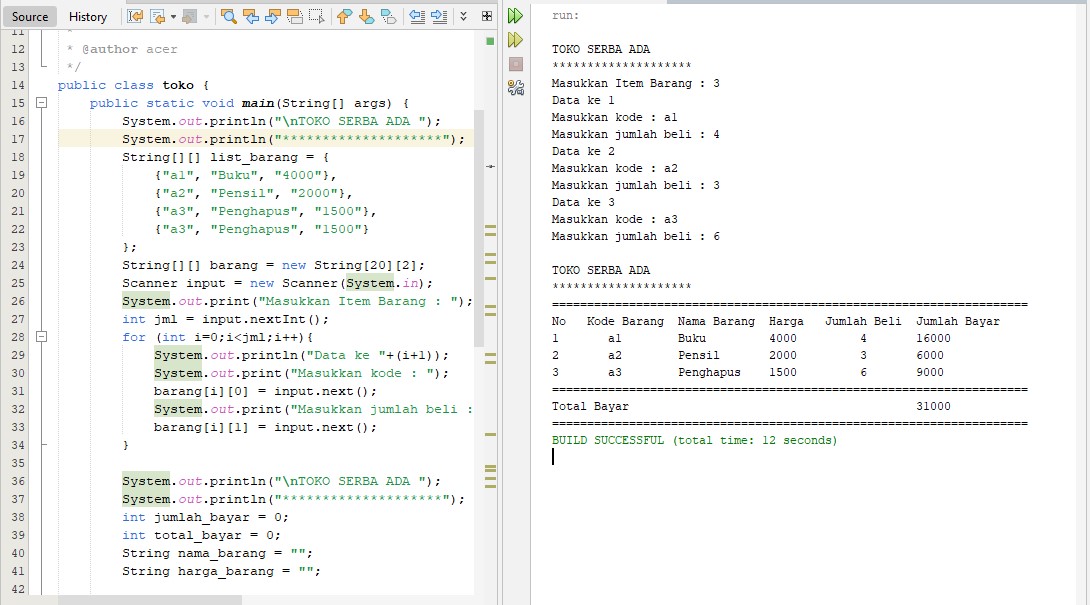 Source History
11 *
12 * @author acer
13 */
14 public class toko {
15 public static void main(String[] args) {
16 System.out.println("\nTOKO SERBA ADA ");
17 System.out.println("********************");
18 String[][] list_barang = {
19 {"a1", "Buku", "4000"},
20 {"a2", "Pensil", "2000"},
21 {"a3", "Penghapus", "1500"},
22 {"a3", "Penghapus", "1500"}
23 };
24 String[][] barang = new String[20][2];
25 Scanner input = new Scanner(System.in);
26 System.out.print("Masukkan Item Barang : ");
27 int jml = input.nextInt();
28 for (int i=0;i<jml;i++){
29 System.out.println("Data ke "+(i+1));
30 System.out.print("Masukkan kode : ");
31 barang[i][0] = input.next();
32 System.out.print("Masukkan jumlah beli :
33 barang[i][1] = input.next();
34 }
35
36 System.out.println("\nTOKO SERBA ADA ");
37 System.out.println("********************");
38 int jumlah_bayar = 0;
39 int total_bayar = 0;
40 String nama_barang = "";
41 String harga_barang = "";
42
run:
TOKO SERBA ADA
********************
Masukkan Item Barang : 3
Data ke 1
Masukkan kode : a1
Masukkan jumlah beli : 4
Data ke 2
Masukkan kode : a2
Masukkan jumlah beli : 3
Data ke 3
Masukkan kode : a3
Masukkan jumlah beli : 6
TOKO SERBA ADA
********************
====================================================================
No Kode Barang Nama Barang Harga Jumlah Beli Jumlah Bayar
1 a1 Buku 4000 4 16000
2 a2 Pensil 2000 3 6000
3 a3 Penghapus 1500 6 9000
====================================================================
Total Bayar 31000
====================================================================
BUILD SUCCESSFUL (total time: 12 seconds)